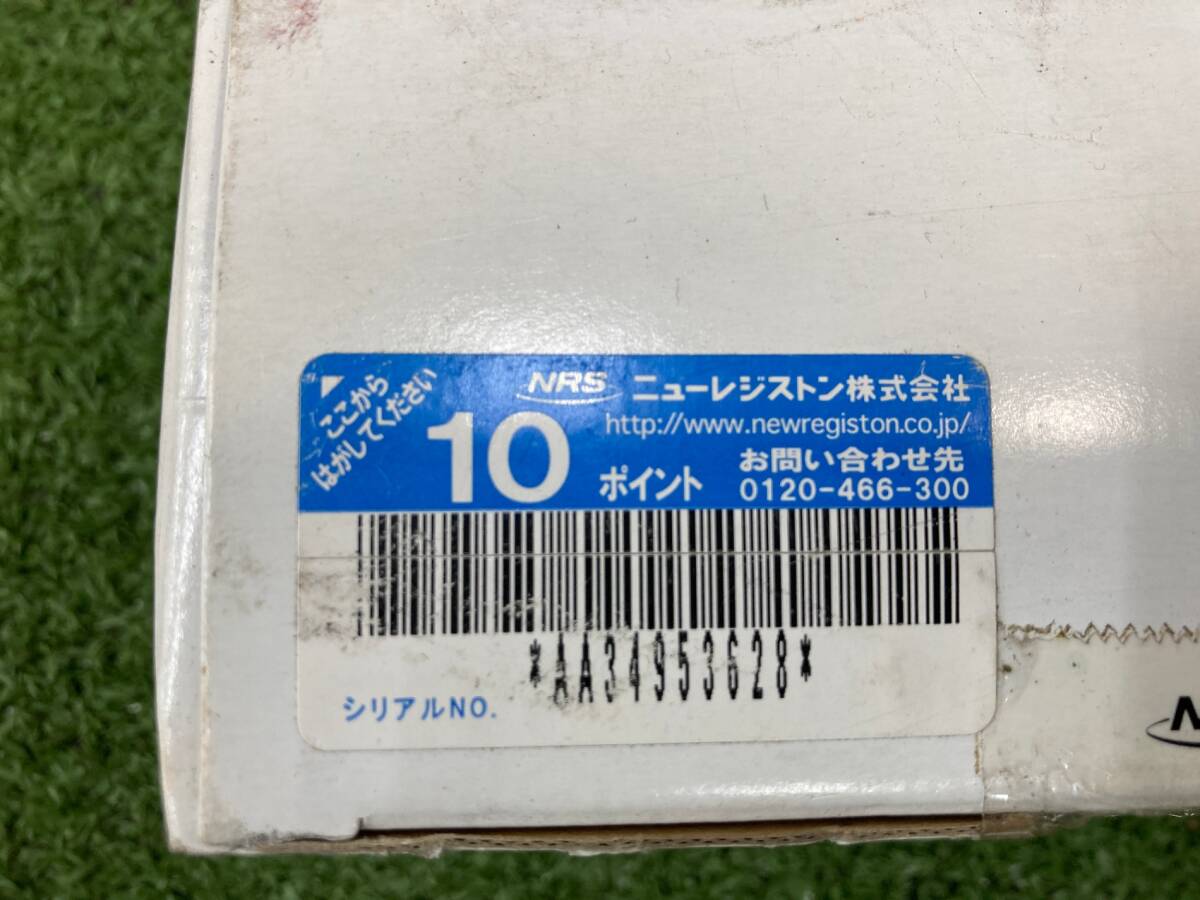 ここから
はがしてください
NRS ニューレジストン株式会社
http://www.newregiston.co.jp/
10 ポイント
お問い合わせ先
0120-466-300
*AA34953628*
シリアルNO.